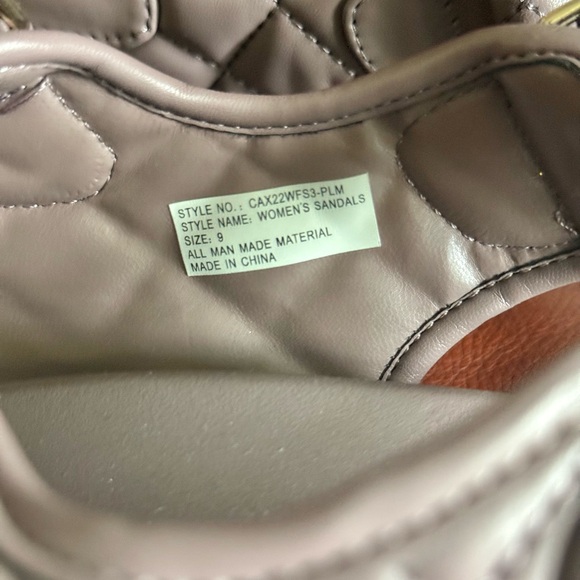 STYLE NO.: CAX22WFS3-PLM
STYLE NAME: WOMEN'S SANDALS
SIZE: 9
ALL MAN MADE MATERIAL
MADE IN CHINA